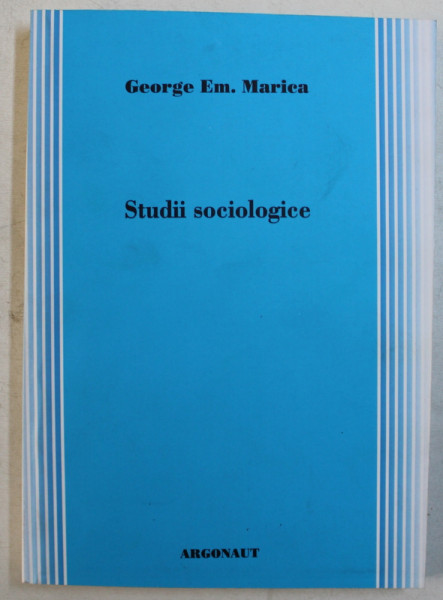 George Em. Marica
Studii sociologice
ARGONAUT